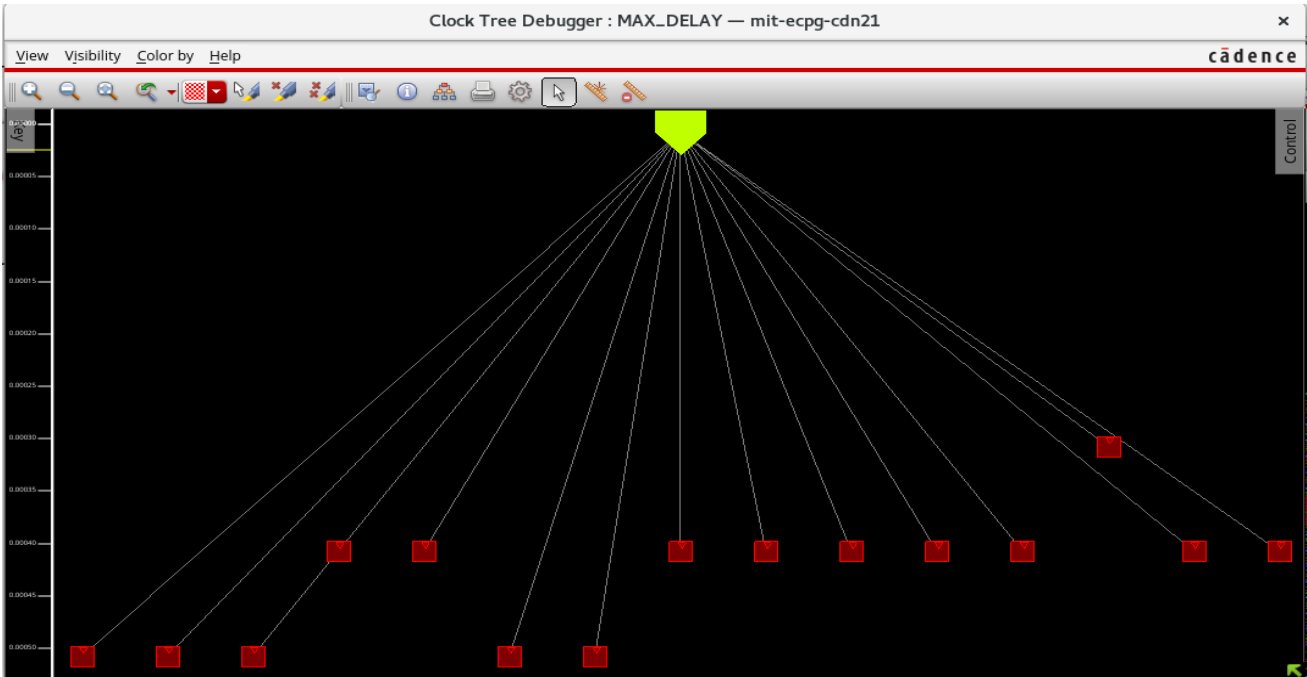 Clock Tree Debugger : MAX_DELAY — mit-ecpg-cdn21 ×
View Visibility Color by Help cādence
Key
Control
0.00005
0.00010
0.00015
0.00020
0.00025
0.00030
0.00035
0.00040
0.00045
0.00050